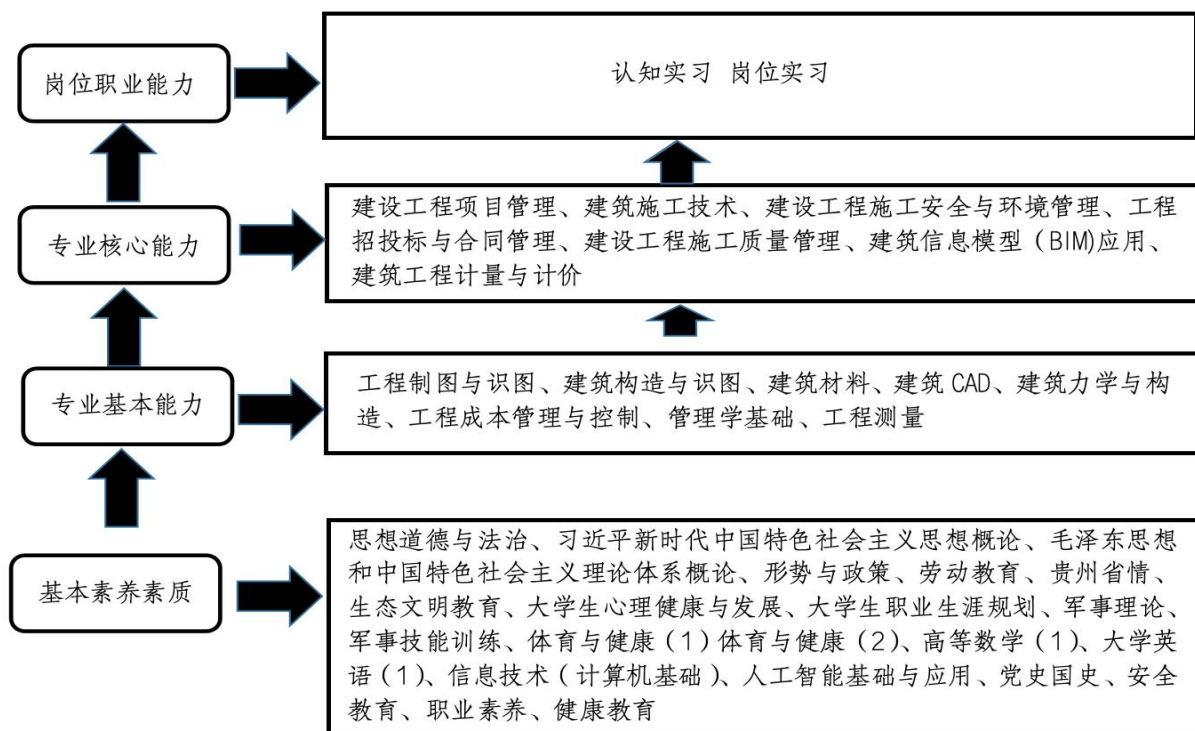 岗位职业能力
认知实习 岗位实习
专业核心能力
建设工程项目管理、建筑施工技术、建设工程施工安全与环境管理、工程
招投标与合同管理、建设工程施工质量管理、建筑信息模型（BIM)应用、
建筑工程计量与计价
专业基本能力
工程制图与识图、建筑构造与识图、建筑材料、建筑 CAD、建筑力学与构
造、工程成本管理与控制、管理学基础、工程测量
基本素养素质
思想道德与法治、习近平新时代中国特色社会主义思想概论、毛泽东思想
和中国特色社会主义理论体系概论、形势与政策、劳动教育、贵州省情、
生态文明教育、大学生心理健康与发展、大学生职业生涯规划、军事理论、
军事技能训练、体育与健康（1）体育与健康（2）、高等数学（1）、大学英
语（1）、信息技术（计算机基础）、人工智能基础与应用、党史国史、安全
教育、职业素养、健康教育